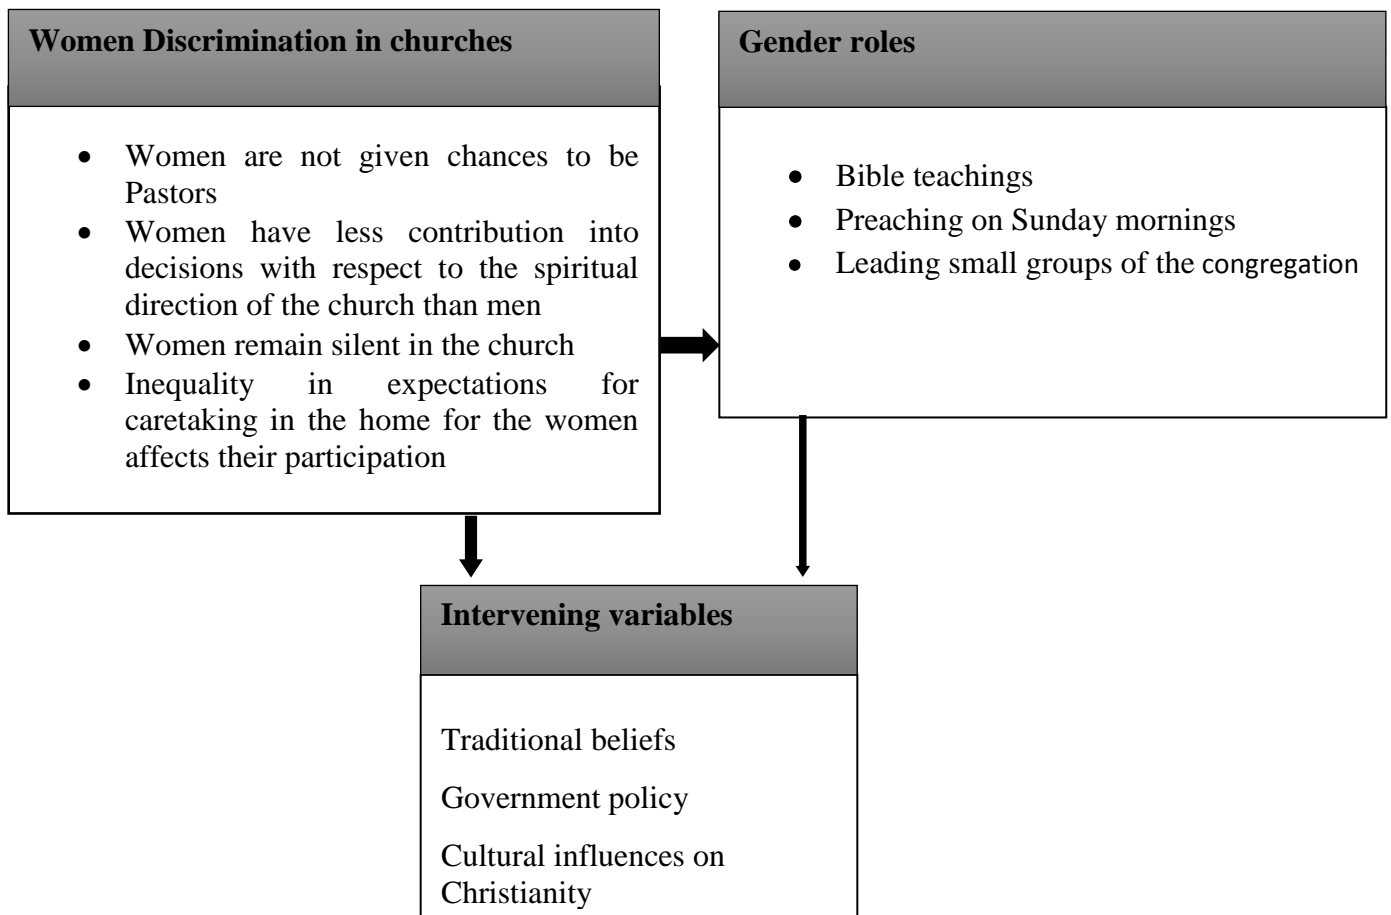 Women Discrimination in churches
• Women are not given chances to be
Pastors
• Women have less contribution into
decisions with respect to the spiritual
direction of the church than men
• Women remain silent in the church
• Inequality in expectations for
caretaking in the home for the women
affects their participation
Gender roles
• Bible teachings
• Preaching on Sunday mornings
• Leading small groups of the congregation
Intervening variables
Traditional beliefs
Government policy
Cultural influences on
Christianity